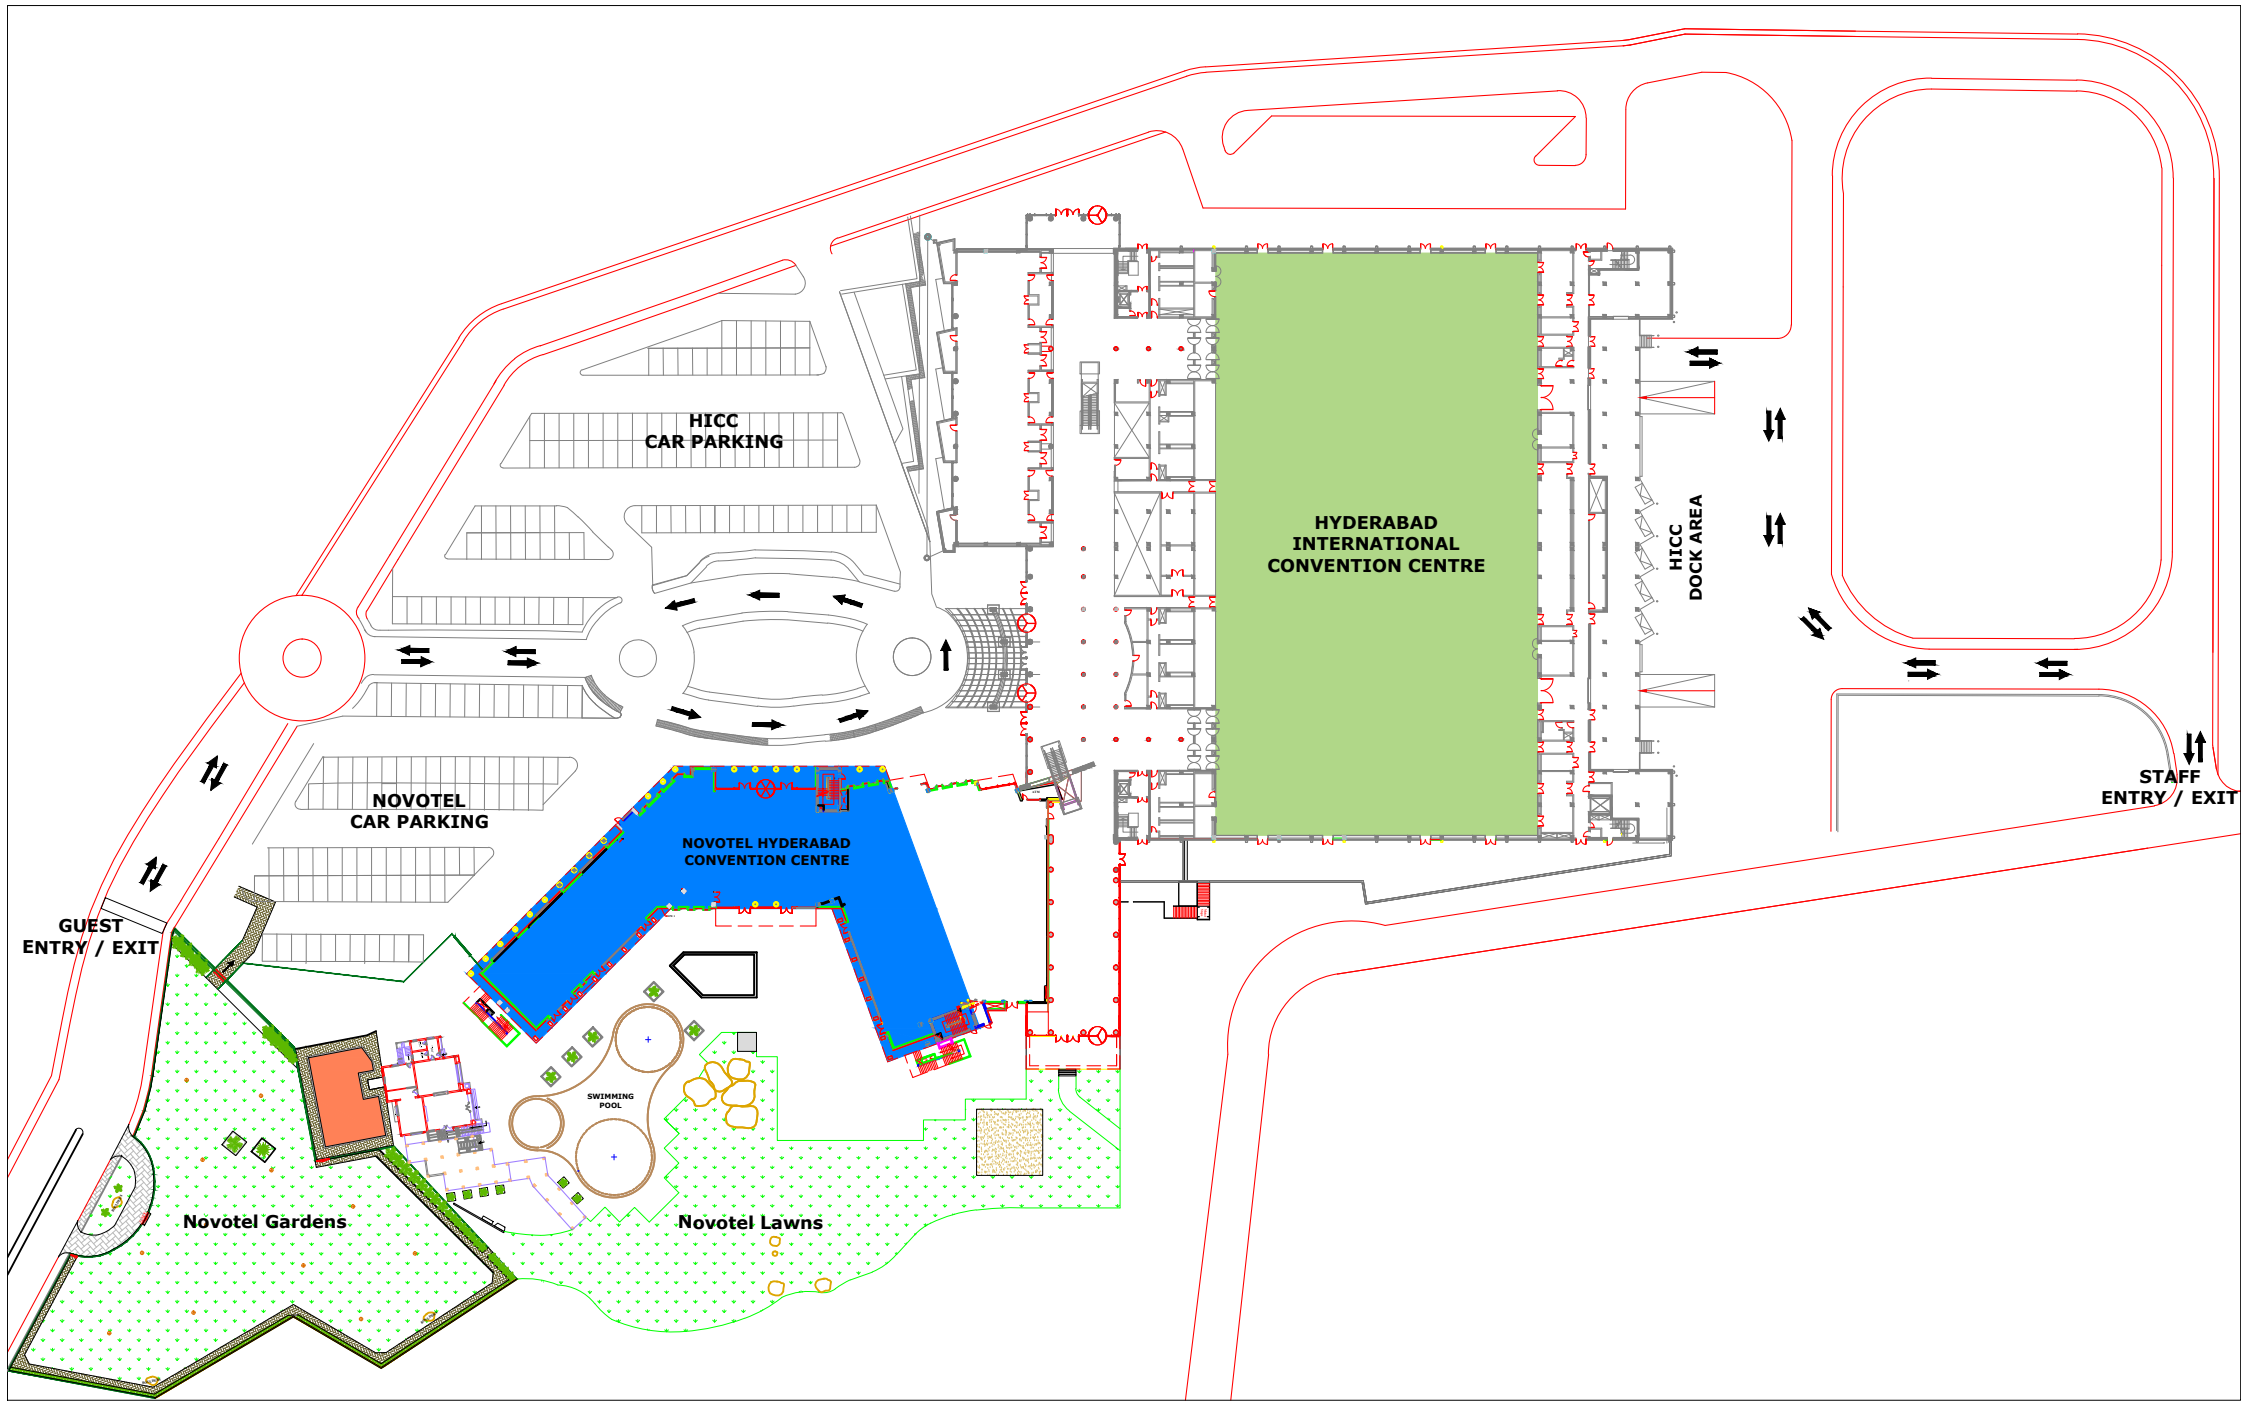 HICC
CAR PARKING
HYDERABAD
INTERNATIONAL
CONVENTION CENTRE
HICC
DOCK AREA
STAFF
ENTRY / EXIT
NOVOTEL
CAR PARKING
NOVOTEL HYDERABAD
CONVENTION CENTRE
GUEST
ENTRY / EXIT
SWIMMING
POOL
Novotel Gardens
Novotel Lawns